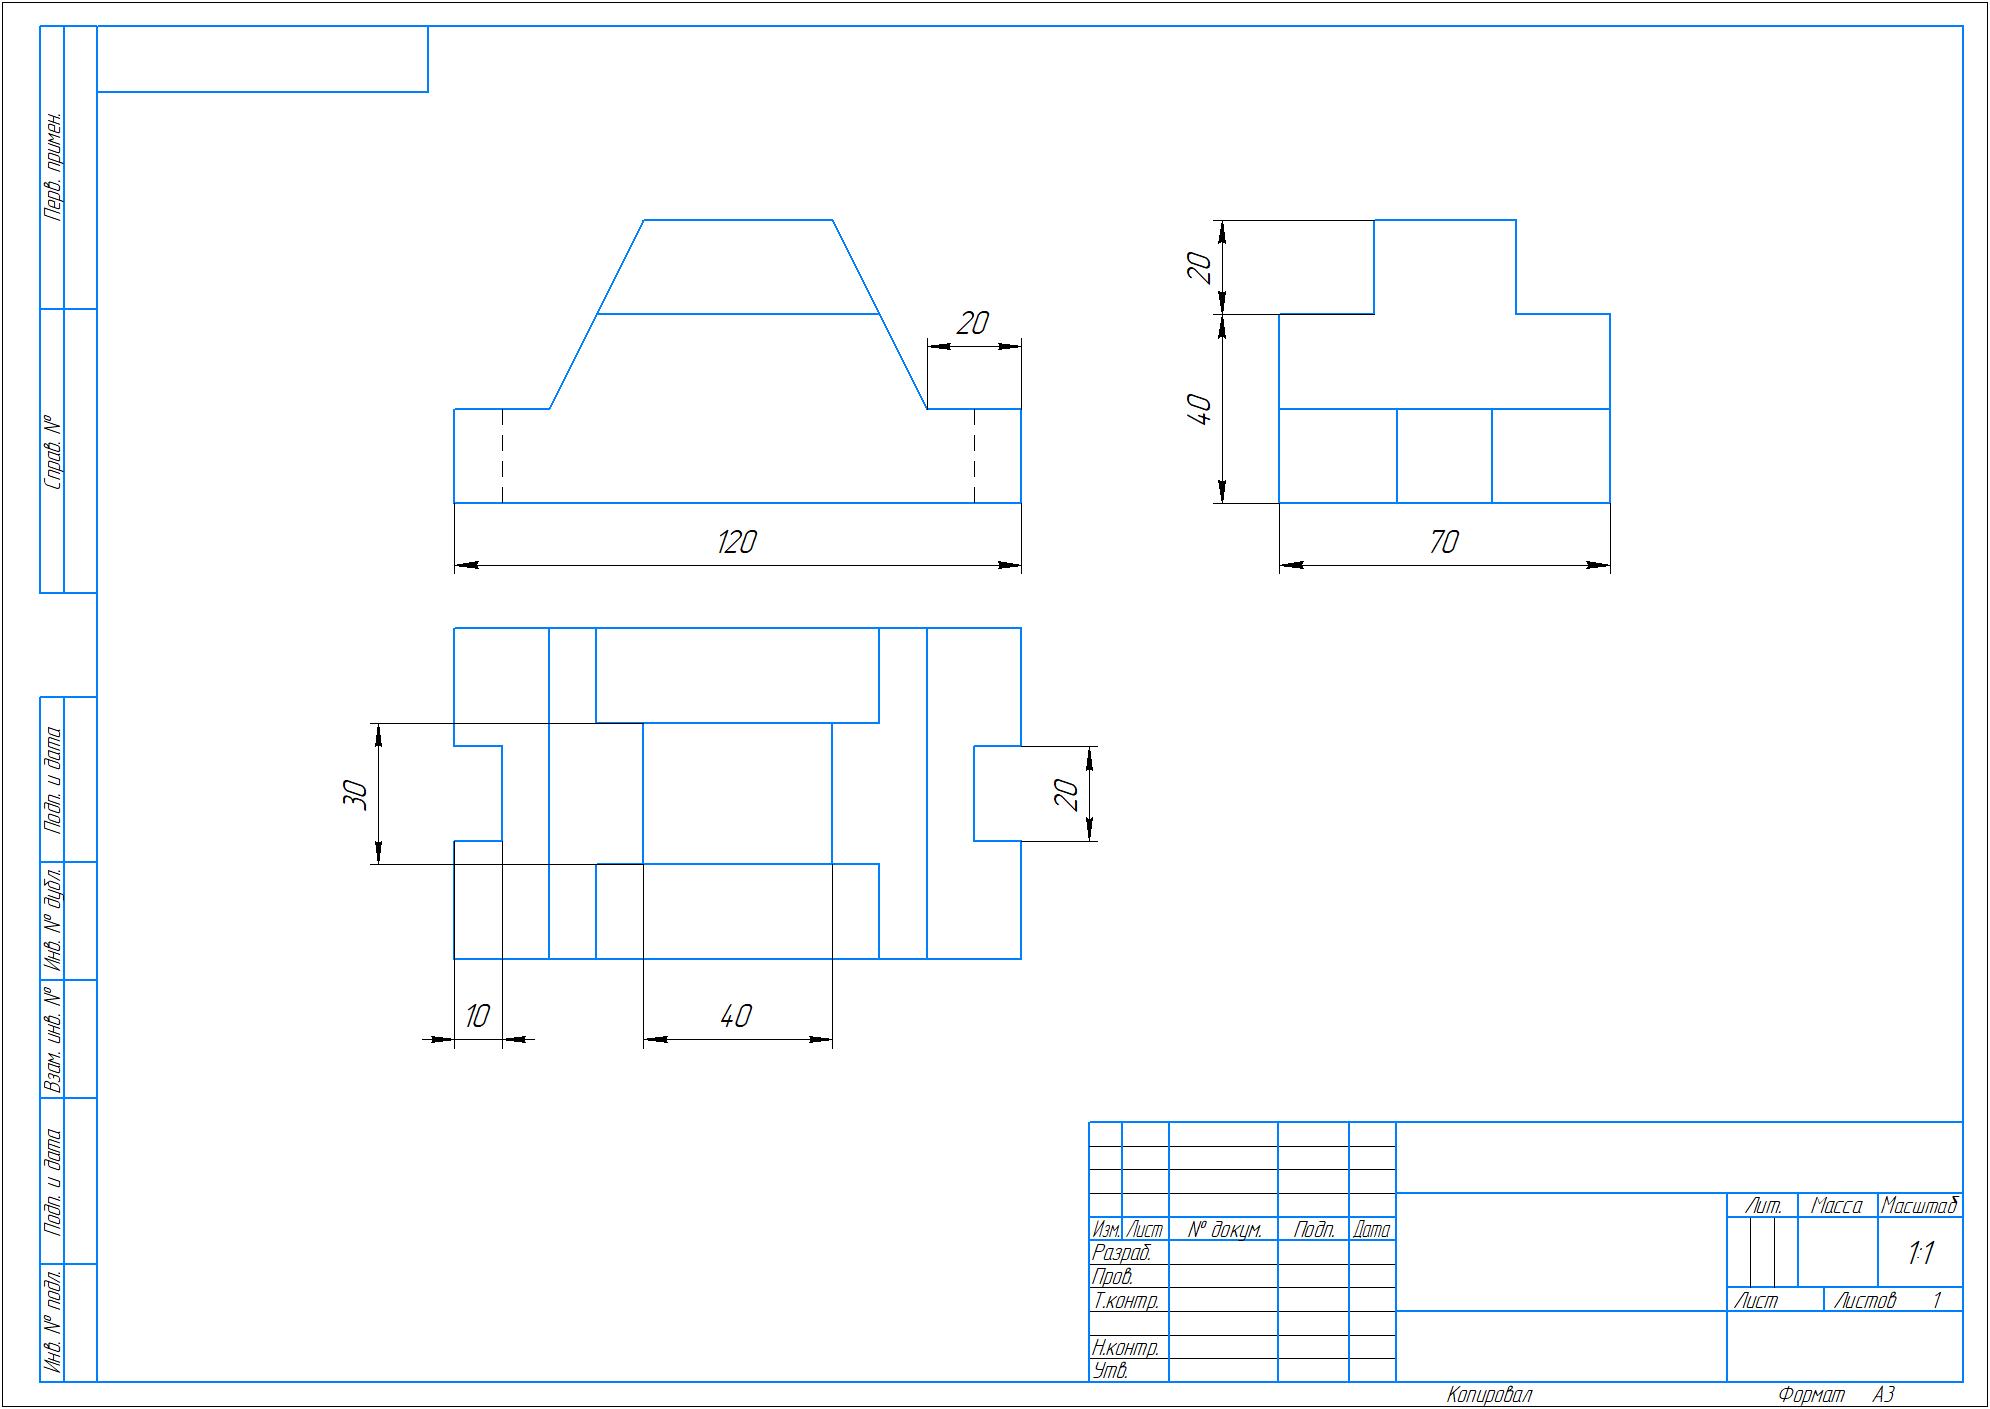 Перв. примен.
Справ. №
Подп. и дата
Инв. № дубл.
Взам. инв. №
Подп. и дата
Инв. № подл.
20
120
20
40
70
30
20
10
40
Изм. Лист № докум. Подп. Дата
Разраб.
Пров.
Т.контр.
Н.контр.
Утв.
Лит. Масса Масштаб
1:1
Лист Листов 1
Копировал Формат А3